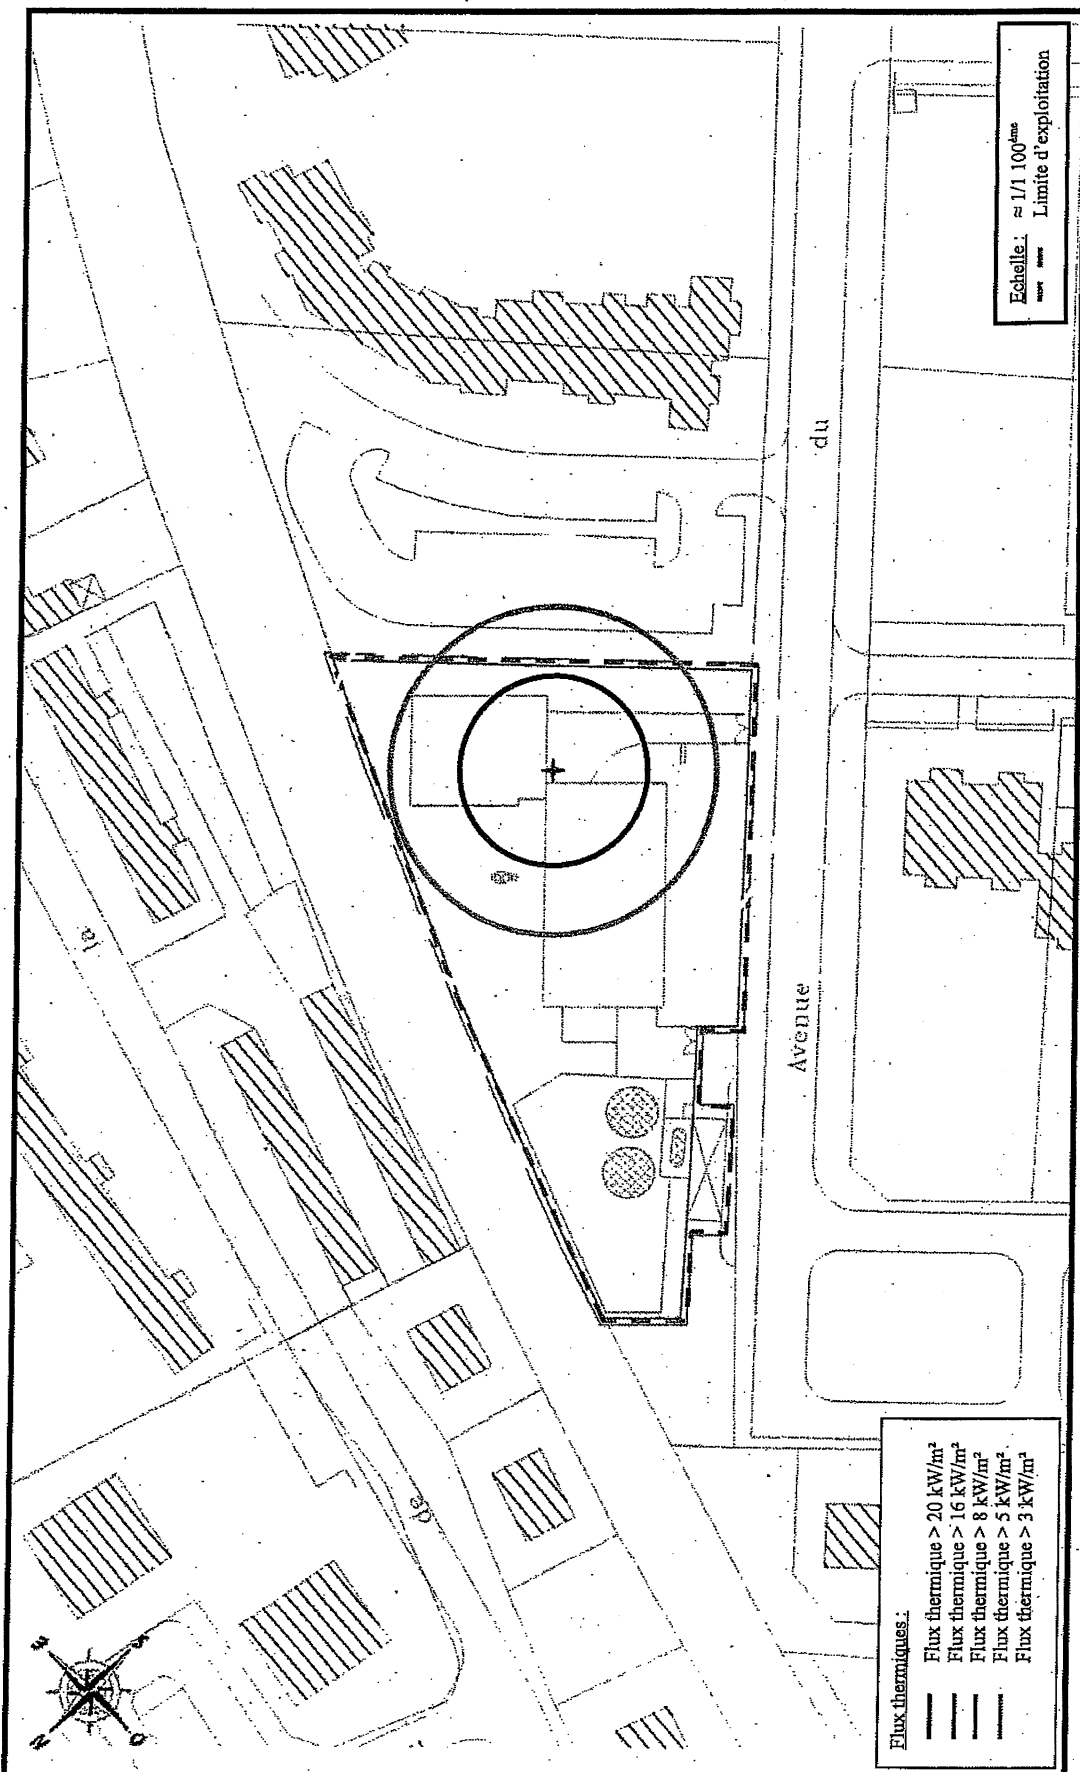 Echelle : ≈ 1/1 100ème
Limite d'exploitation
du
Avenue
la
de
Flux thermiques :
Flux thermique > 20 kW/m²
Flux thermique > 16 kW/m²
Flux thermique > 8 kW/m²
Flux thermique > 5 kW/m²
Flux thermique > 3 kW/m²
N
E
S
O